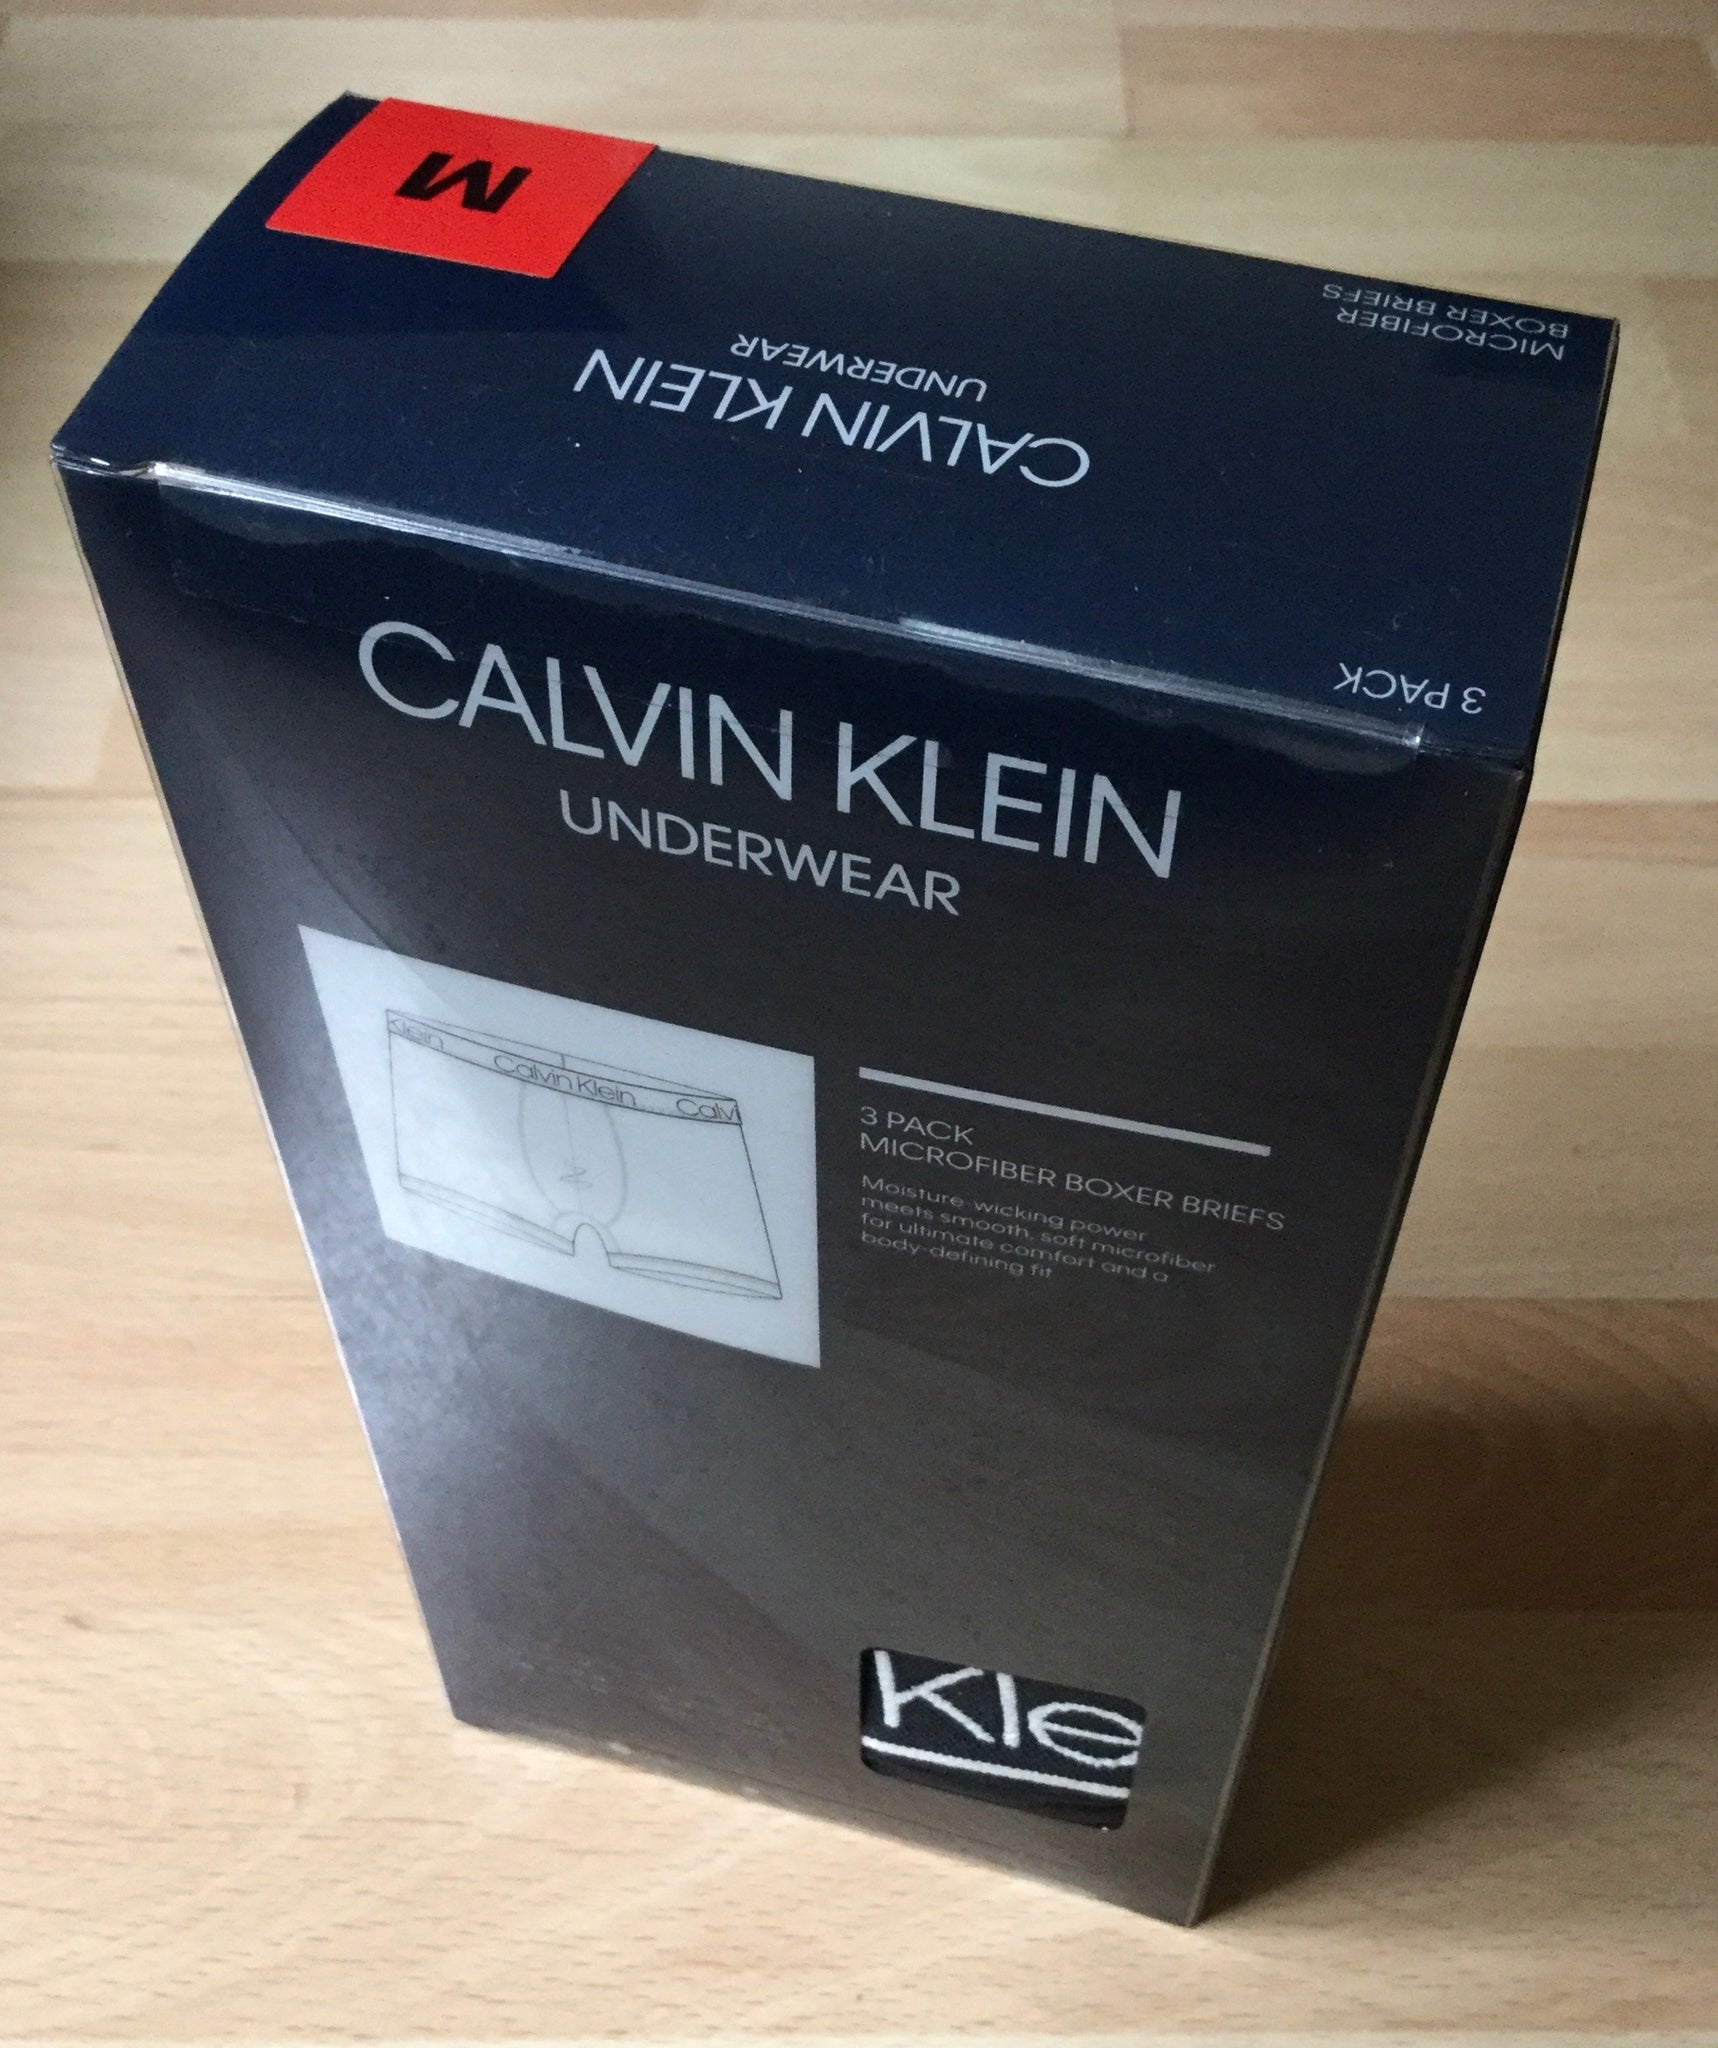 M
CALVIN KLEIN
UNDERWEAR
MICROFIBER
BOXER BRIEFS
3 PACK
CALVIN KLEIN
UNDERWEAR
Klein Calvin Klein Calvi
3 PACK
MICROFIBER BOXER BRIEFS
Moisture-wicking power
meets smooth, soft microfiber
for ultimate comfort and a
body-defining fit
Kle